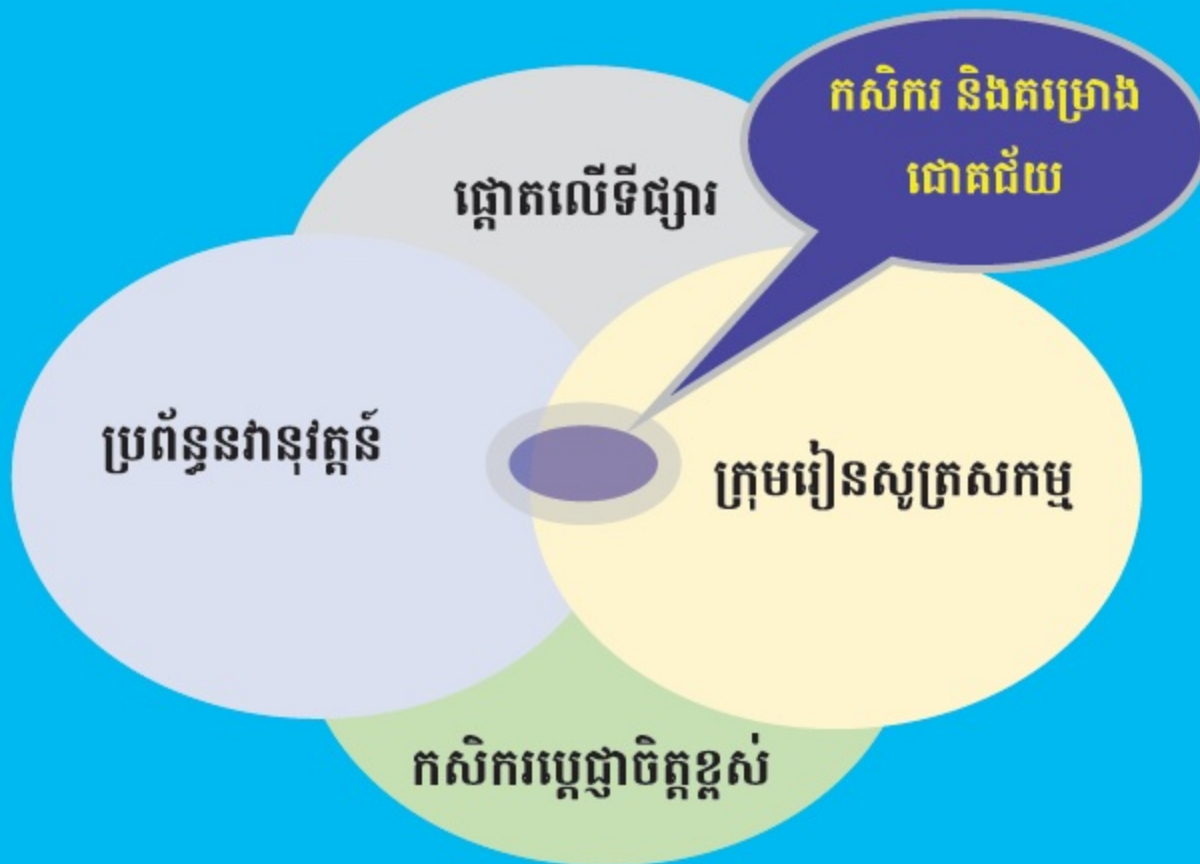 កសិករ និងគម្រោង
ជោគជ័យ
ផ្តោតលើទីផ្សារ
ប្រព័ន្ធនវានុវត្តន៍
ក្រុមរៀនសូត្រសកម្ម
កសិករប្តេជ្ញាចិត្តខ្ពស់